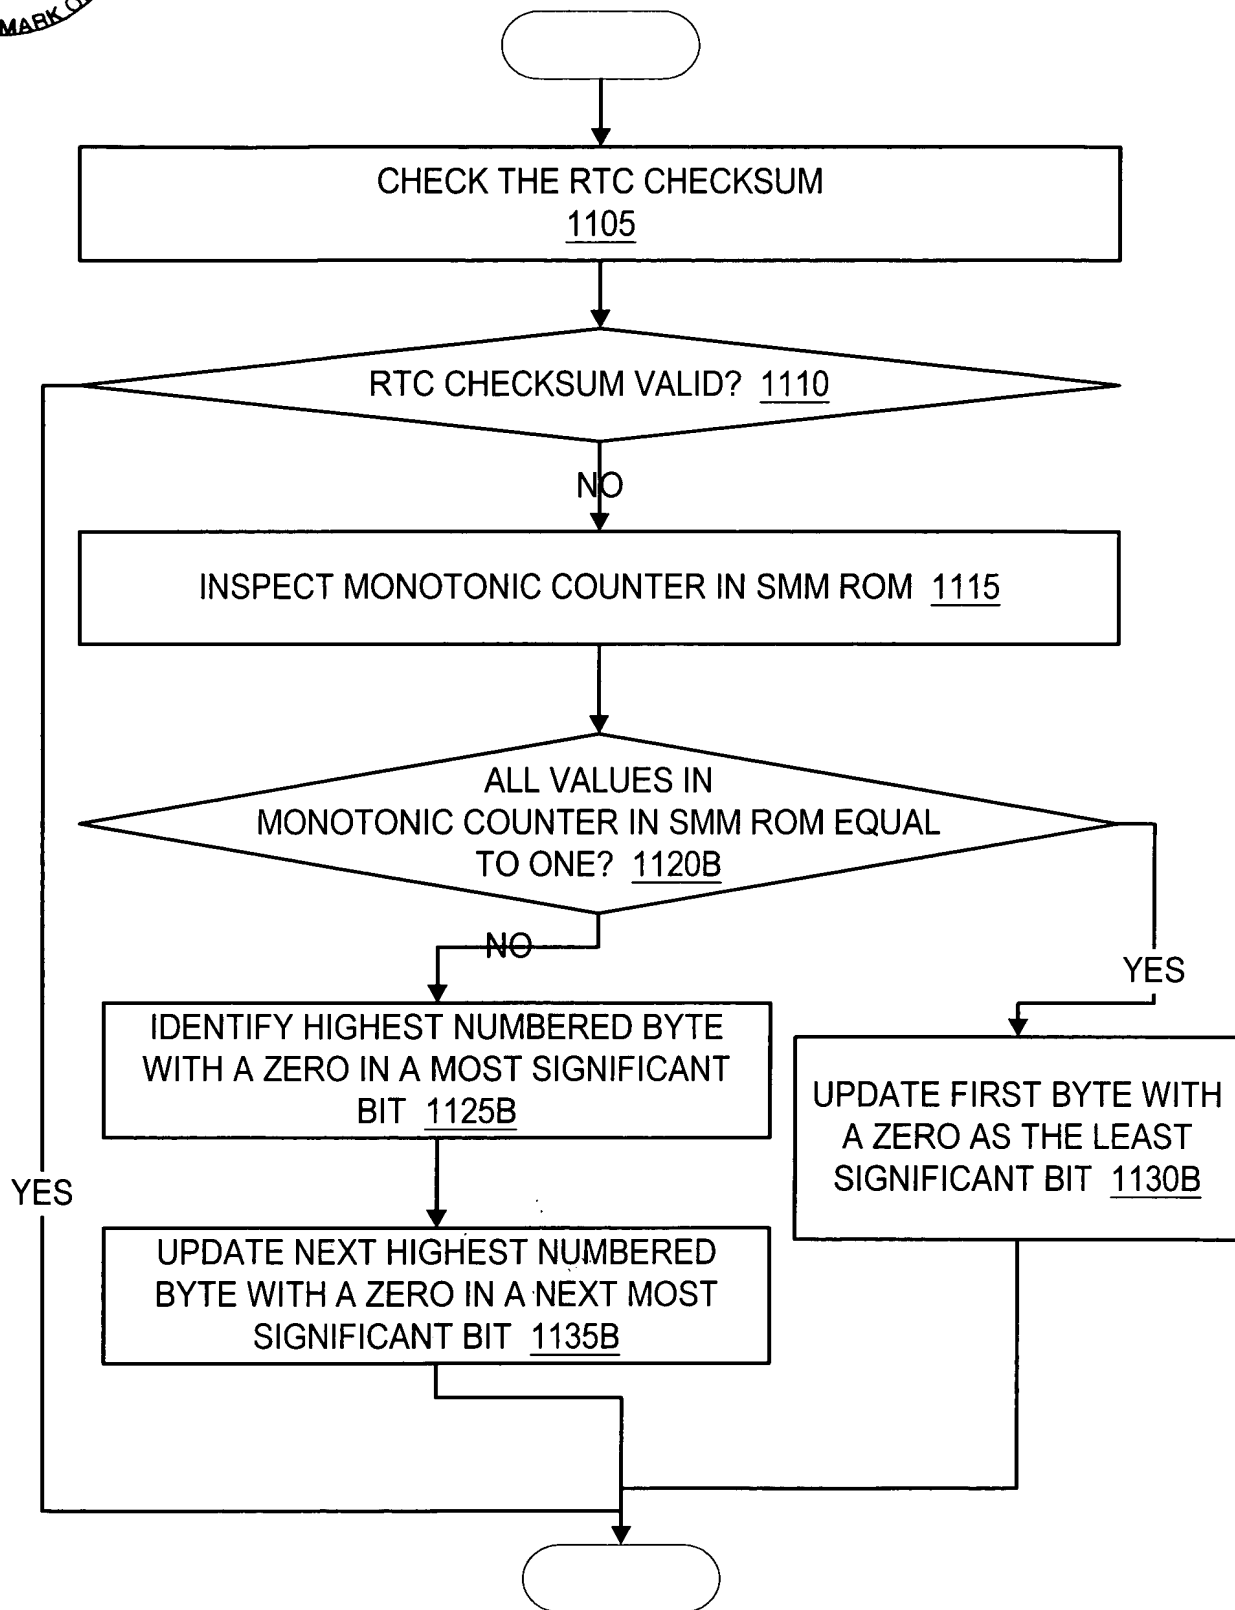 MARK
CHECK THE RTC CHECKSUM
1105
RTC CHECKSUM VALID? 1110
NO
INSPECT MONOTONIC COUNTER IN SMM ROM 1115
ALL VALUES IN
MONOTONIC COUNTER IN SMM ROM EQUAL
TO ONE? 1120B
NO
YES
IDENTIFY HIGHEST NUMBERED BYTE
WITH A ZERO IN A MOST SIGNIFICANT
BIT 1125B
UPDATE FIRST BYTE WITH
A ZERO AS THE LEAST
SIGNIFICANT BIT 1130B
YES
UPDATE NEXT HIGHEST NUMBERED
BYTE WITH A ZERO IN A NEXT MOST
SIGNIFICANT BIT 1135B